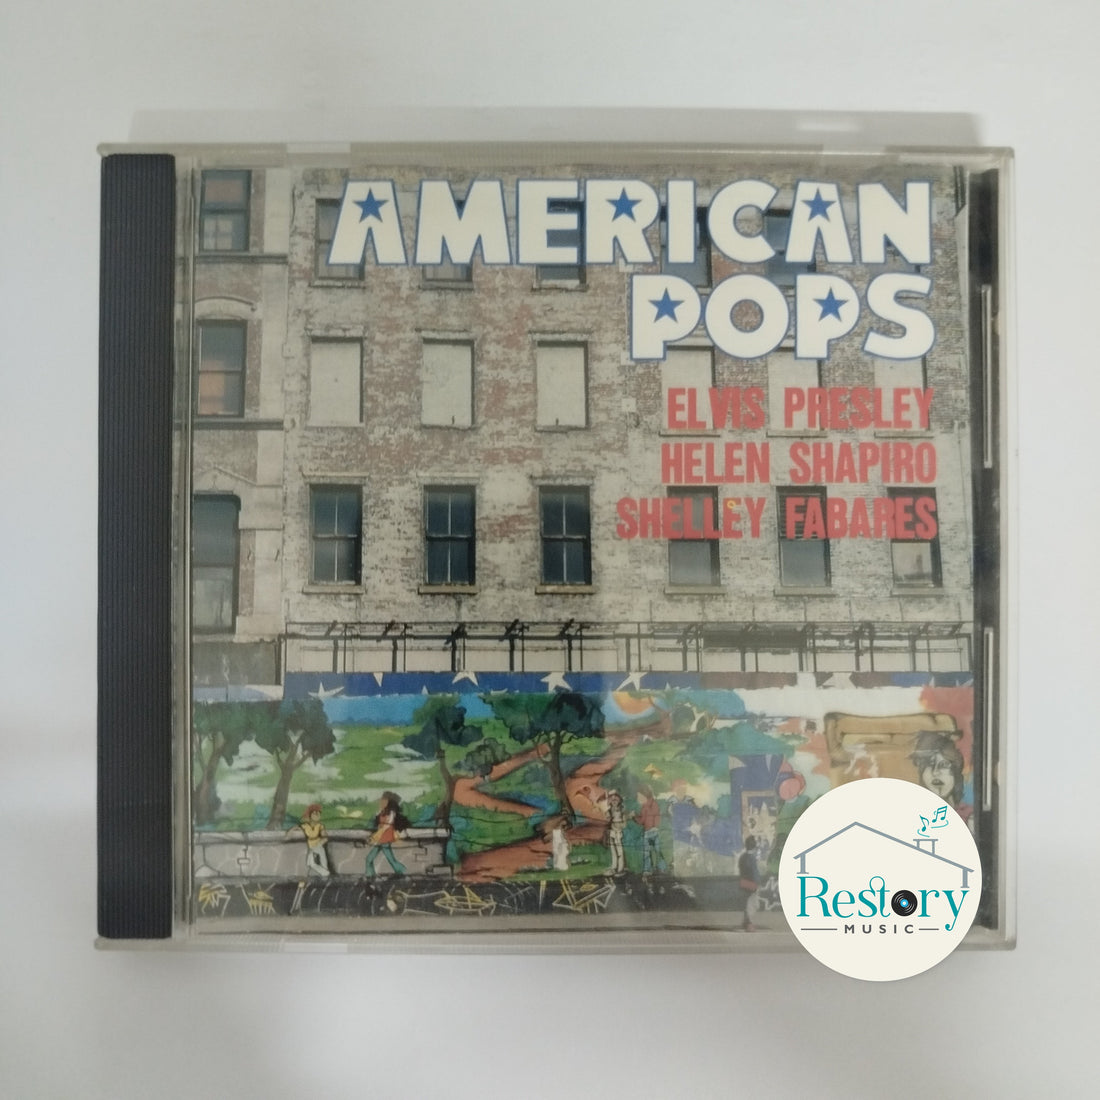 AMERICAN
POPS
ELVIS PRESLEY
HELEN SHAPIRO
SHELLEY FABARES
Restory
MUSIC